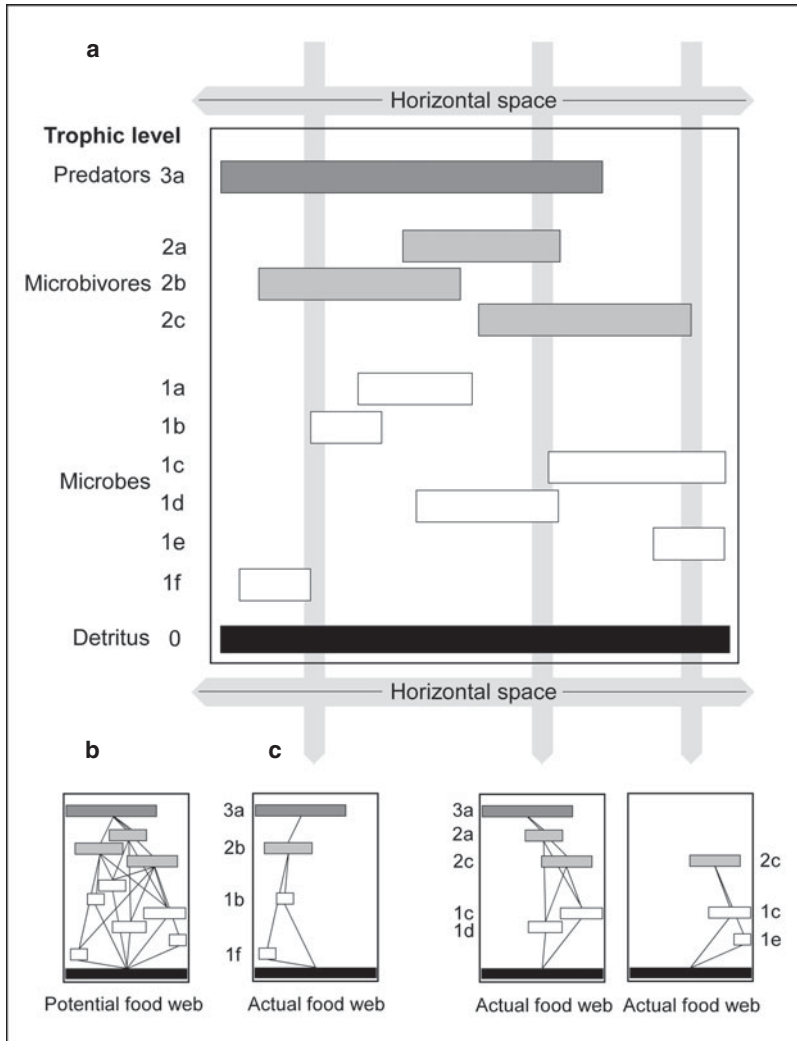 a
Horizontal space
Trophic level
Predators 3a
2a
Microbivores 2b
2c
1a
1b
1c
Microbes
1d
1e
1f
Detritus 0
Horizontal space
b
c
3a
2b
1b
1f
3a
2a
2c
1c
1d
2c
1c
1e
Potential food web
Actual food web
Actual food web
Actual food web